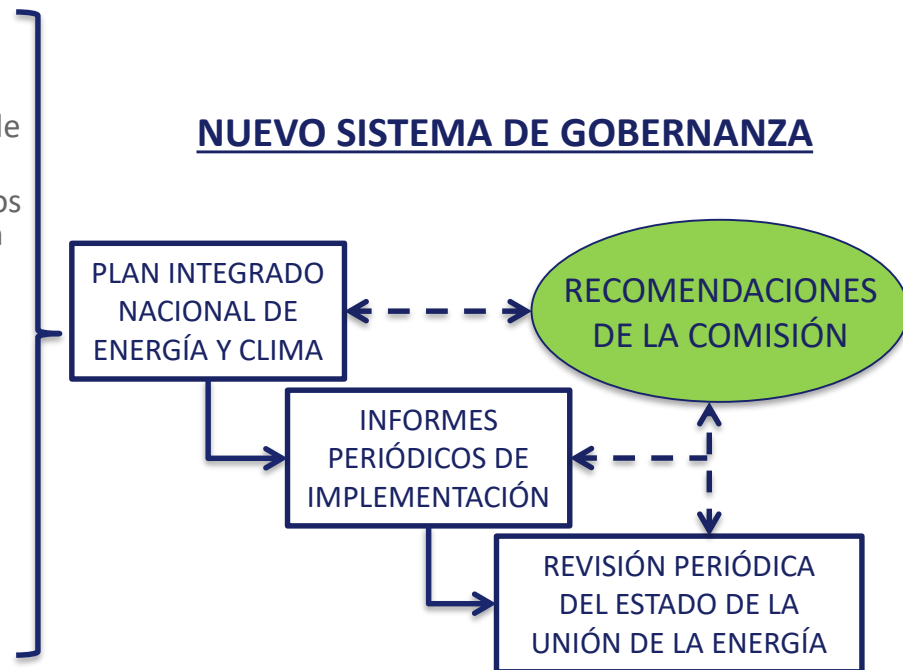 NUEVO SISTEMA DE GOBERNANZA
PLAN INTEGRADO
NACIONAL DE
ENERGÍA Y CLIMA
RECOMENDACIONES
DE LA COMISIÓN
INFORMES
PERIÓDICOS DE
IMPLEMENTACIÓN
REVISIÓN PERIÓDICA
DEL ESTADO DE LA
UNIÓN DE LA ENERGÍA